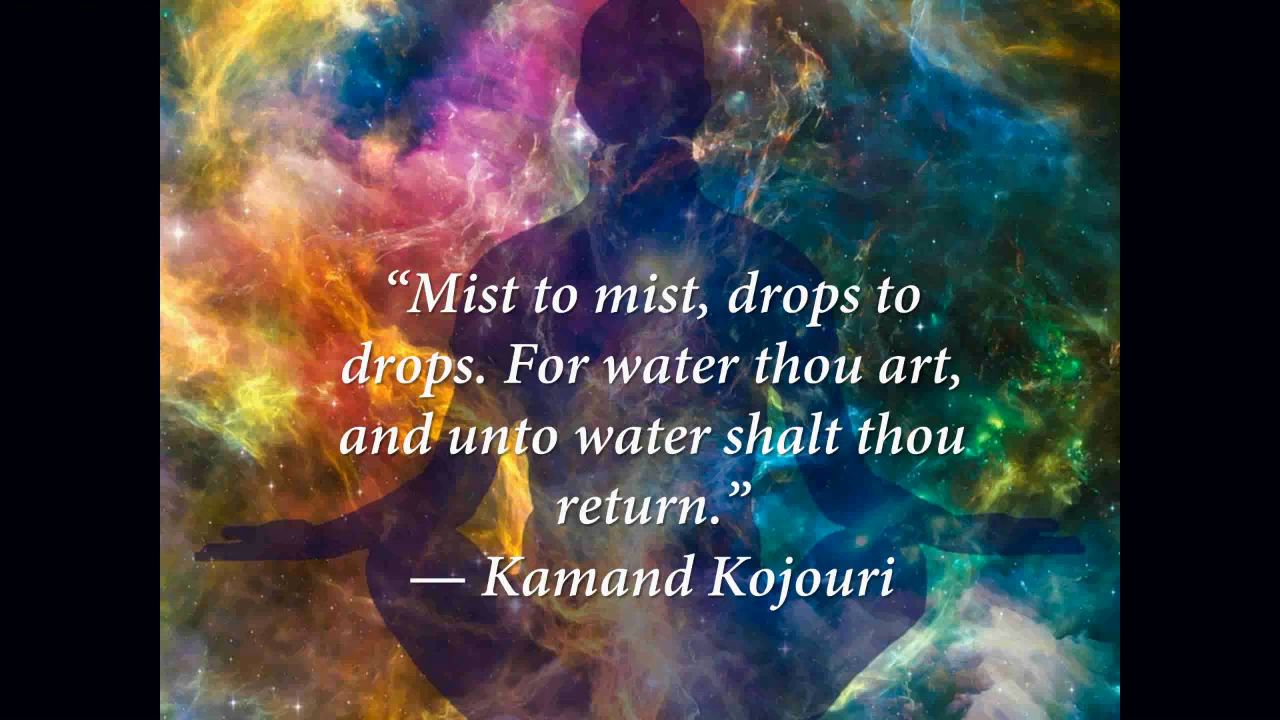 “Mist to mist, drops to
drops. For water thou art,
and unto water shalt thou
return.”
— Kamand Kojouri